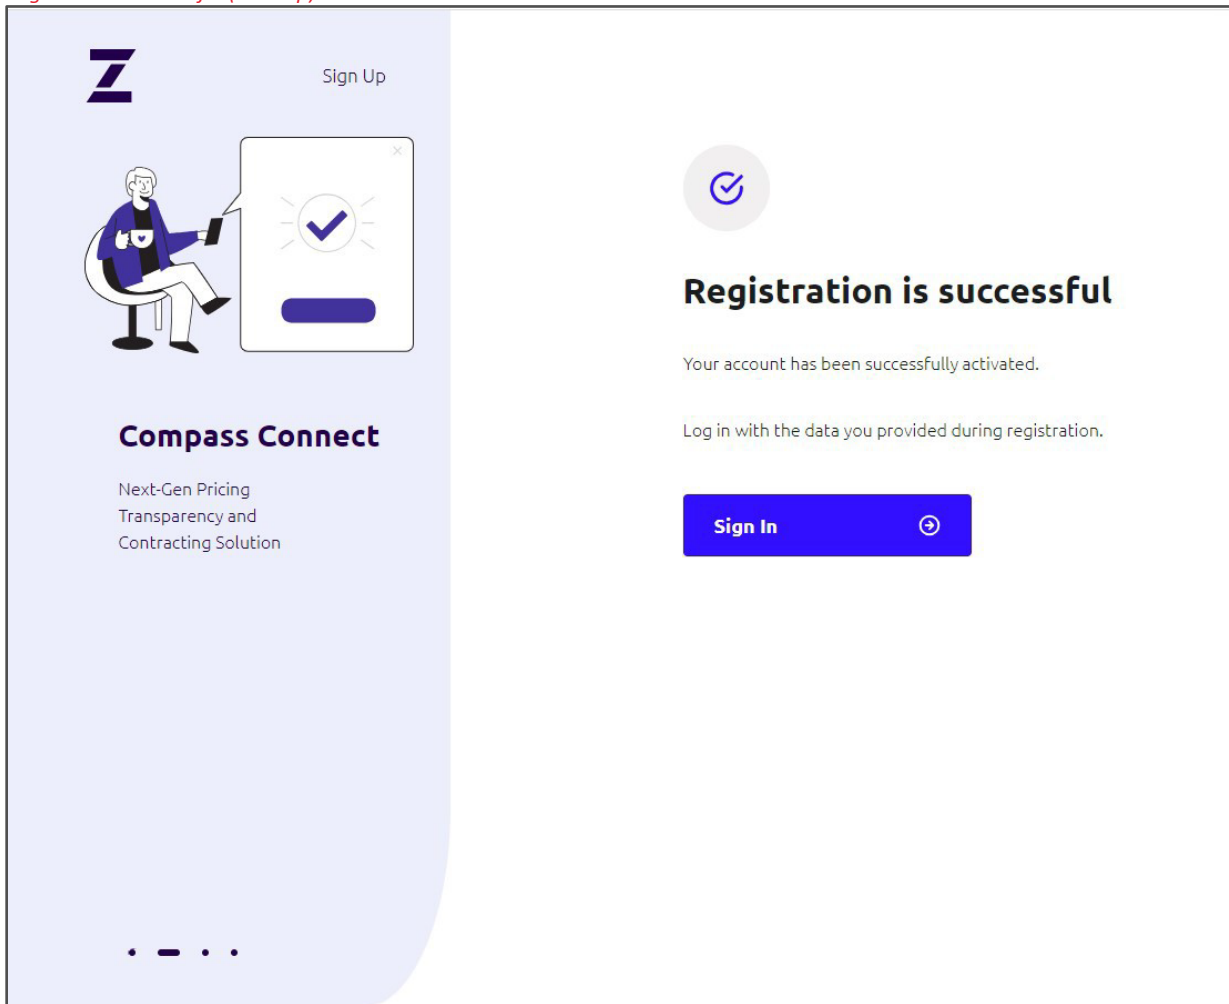 Sign Up
Compass Connect
Next-Gen Pricing
Transparency and
Contracting Solution
Registration is successful
Your account has been successfully activated.
Log in with the data you provided during registration.
Sign In